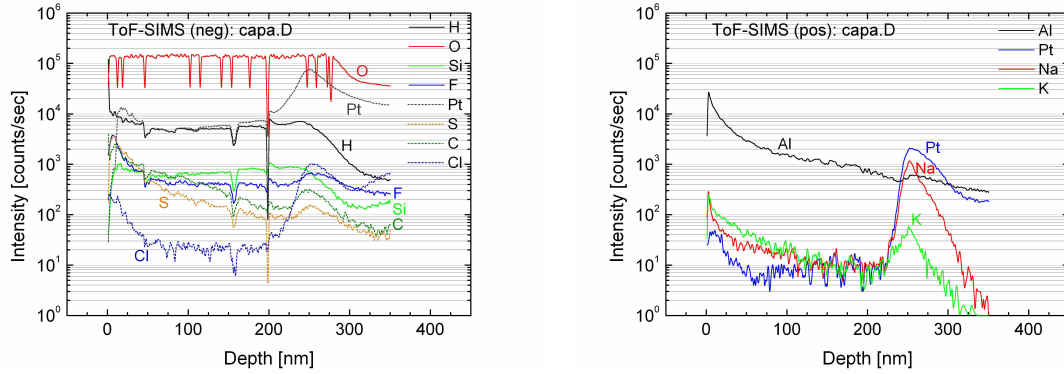 ToF-SIMS (neg): capa.D
H
O
Si
F
Pt
S
C
Cl
O
Pt
H
F
Si
C
S
Cl
10^6
10^5
10^4
10^3
10^2
10^1
10^0
Intensity [counts/sec]
0 100 200 300 400
Depth [nm]
ToF-SIMS (pos): capa.D
Al
Pt
Na
K
Al
Pt
Na
K
10^6
10^5
10^4
10^3
10^2
10^1
10^0
Intensity [counts/sec]
0 100 200 300 400
Depth [nm]